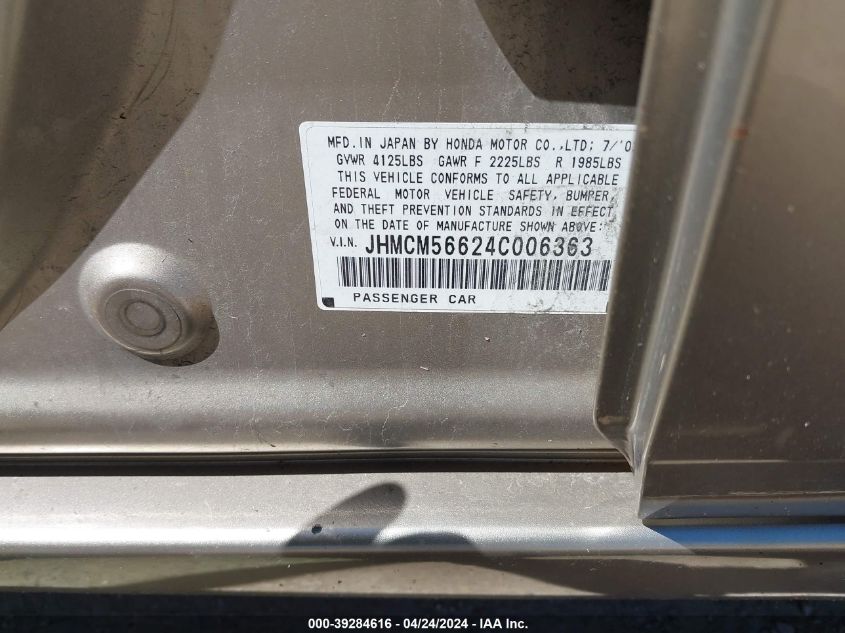 MFD.IN JAPAN BY HONDA MOTOR CO.,LTD; 7/'0
GVWR 4125LBS GAWR F 2225LBS R 1985LBS
THIS VEHICLE CONFORMS TO ALL APPLICABLE
FEDERAL MOTOR VEHICLE SAFETY, BUMPER,
AND THEFT PREVENTION STANDARDS IN EFFECT
ON THE DATE OF MANUFACTURE SHOWN ABOVE:
V.I.N. JHMCM56624C006363
PASSENGER CAR
000-39284616 - 04/24/2024 - IAA Inc.